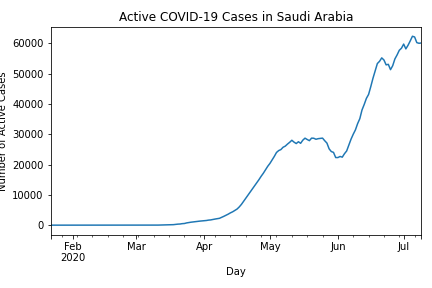 Active COVID-19 Cases in Saudi Arabia
Number of Active Cases
60000
50000
40000
30000
20000
10000
0
Feb
2020
Mar
Apr
May
Jun
Jul
Day